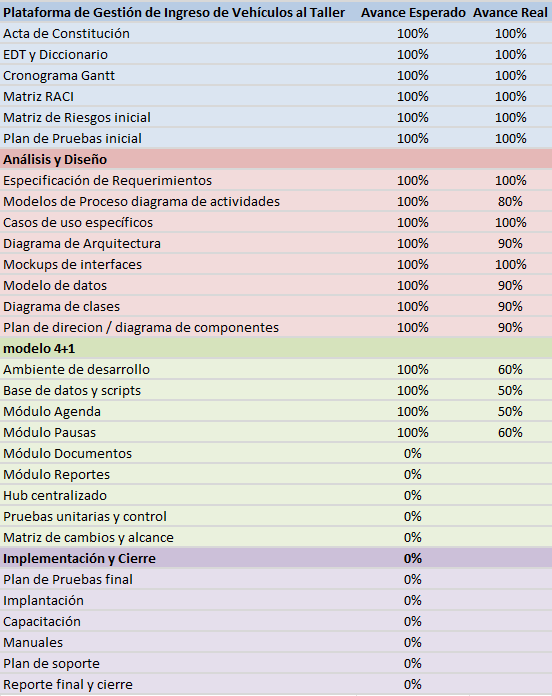 Plataforma de Gestión de Ingreso de Vehículos al Taller Avance Esperado Avance Real
Acta de Constitución 100% 100%
EDT y Diccionario 100% 100%
Cronograma Gantt 100% 100%
Matriz RACI 100% 100%
Matriz de Riesgos inicial 100% 100%
Plan de Pruebas inicial 100% 100%
Análisis y Diseño
Especificación de Requerimientos 100% 100%
Modelos de Proceso diagrama de actividades 100% 80%
Casos de uso específicos 100% 100%
Diagrama de Arquitectura 100% 90%
Mockups de interfaces 100% 100%
Modelo de datos 100% 90%
Diagrama de clases 100% 90%
Plan de direcion / diagrama de componentes 100% 90%
modelo 4+1
Ambiente de desarrollo 100% 60%
Base de datos y scripts 100% 50%
Módulo Agenda 100% 50%
Módulo Pausas 100% 60%
Módulo Documentos 0%
Módulo Reportes 0%
Hub centralizado 0%
Pruebas unitarias y control 0%
Matriz de cambios y alcance 0%
Implementación y Cierre 0%
Plan de Pruebas final 0%
Implantación 0%
Capacitación 0%
Manuales 0%
Plan de soporte 0%
Reporte final y cierre 0%